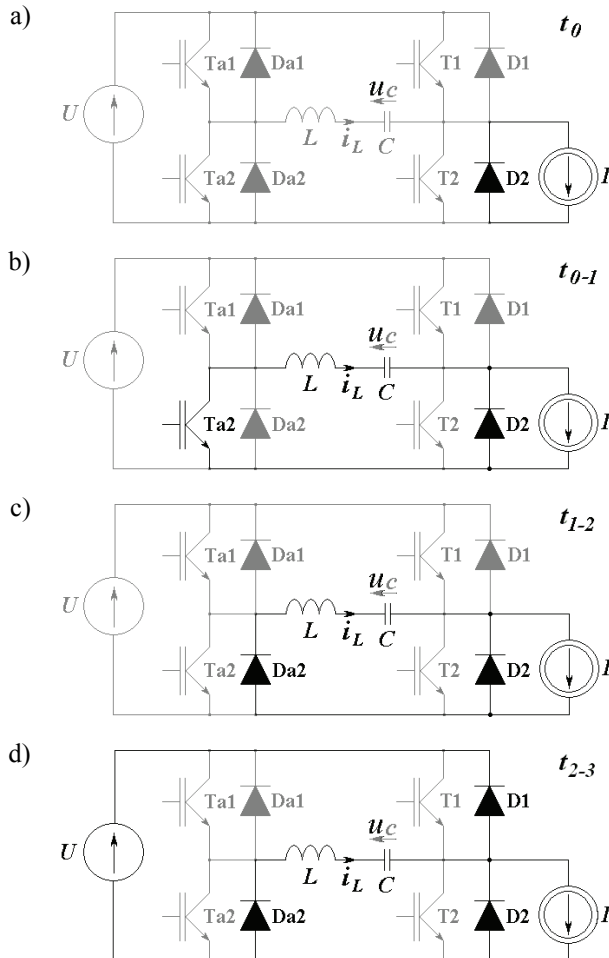 a)
t0
Ta1 Da1 T1 D1
U
uC
L iL C
Ta2 Da2 T2 D2 I
b)
t0-1
Ta1 Da1 T1 D1
U
uC
L iL C
Ta2 Da2 T2 D2 I
c)
t1-2
Ta1 Da1 T1 D1
U
uC
L iL C
Ta2 Da2 T2 D2 I
d)
t2-3
Ta1 Da1 T1 D1
U
uC
L iL C
Ta2 Da2 T2 D2 I